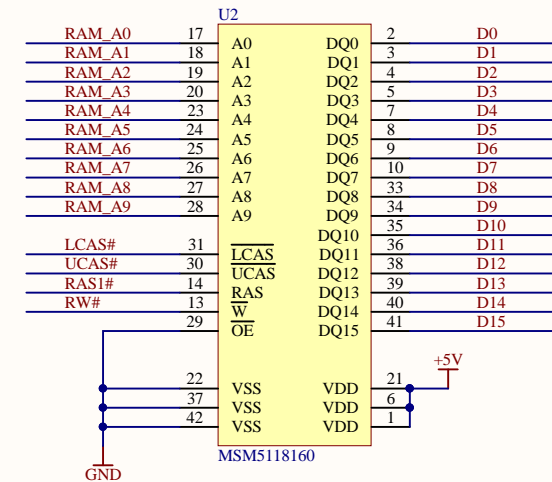 U2
RAM_A0 17 A0 DQ0 2 D0
RAM_A1 18 A1 DQ1 3 D1
RAM_A2 19 A2 DQ2 4 D2
RAM_A3 20 A3 DQ3 5 D3
RAM_A4 23 A4 DQ4 7 D4
RAM_A5 24 A5 DQ5 8 D5
RAM_A6 25 A6 DQ6 9 D6
RAM_A7 26 A7 DQ7 10 D7
RAM_A8 27 A8 DQ8 33 D8
RAM_A9 28 A9 DQ9 34 D9
DQ10 35 D10
LCAS# 31 LCAS DQ11 36 D11
UCAS# 30 UCAS DQ12 38 D12
RAS1# 14 RAS DQ13 39 D13
RW# 13 W DQ14 40 D14
29 OE DQ15 41 D15
+5V
22 VSS VDD 21
37 VSS VDD 6
42 VSS VDD 1
MSM5118160
GND